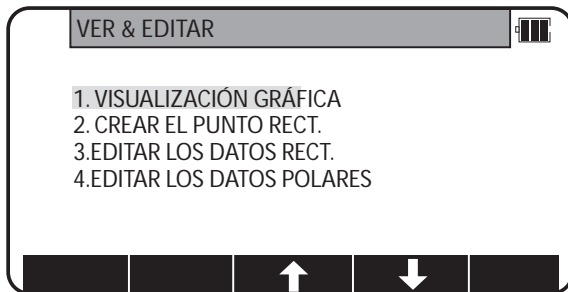 VER & EDITAR
1. VISUALIZACIÓN GRÁFICA
2. CREAR EL PUNTO RECT.
3.EDITAR LOS DATOS RECT.
4.EDITAR LOS DATOS POLARES